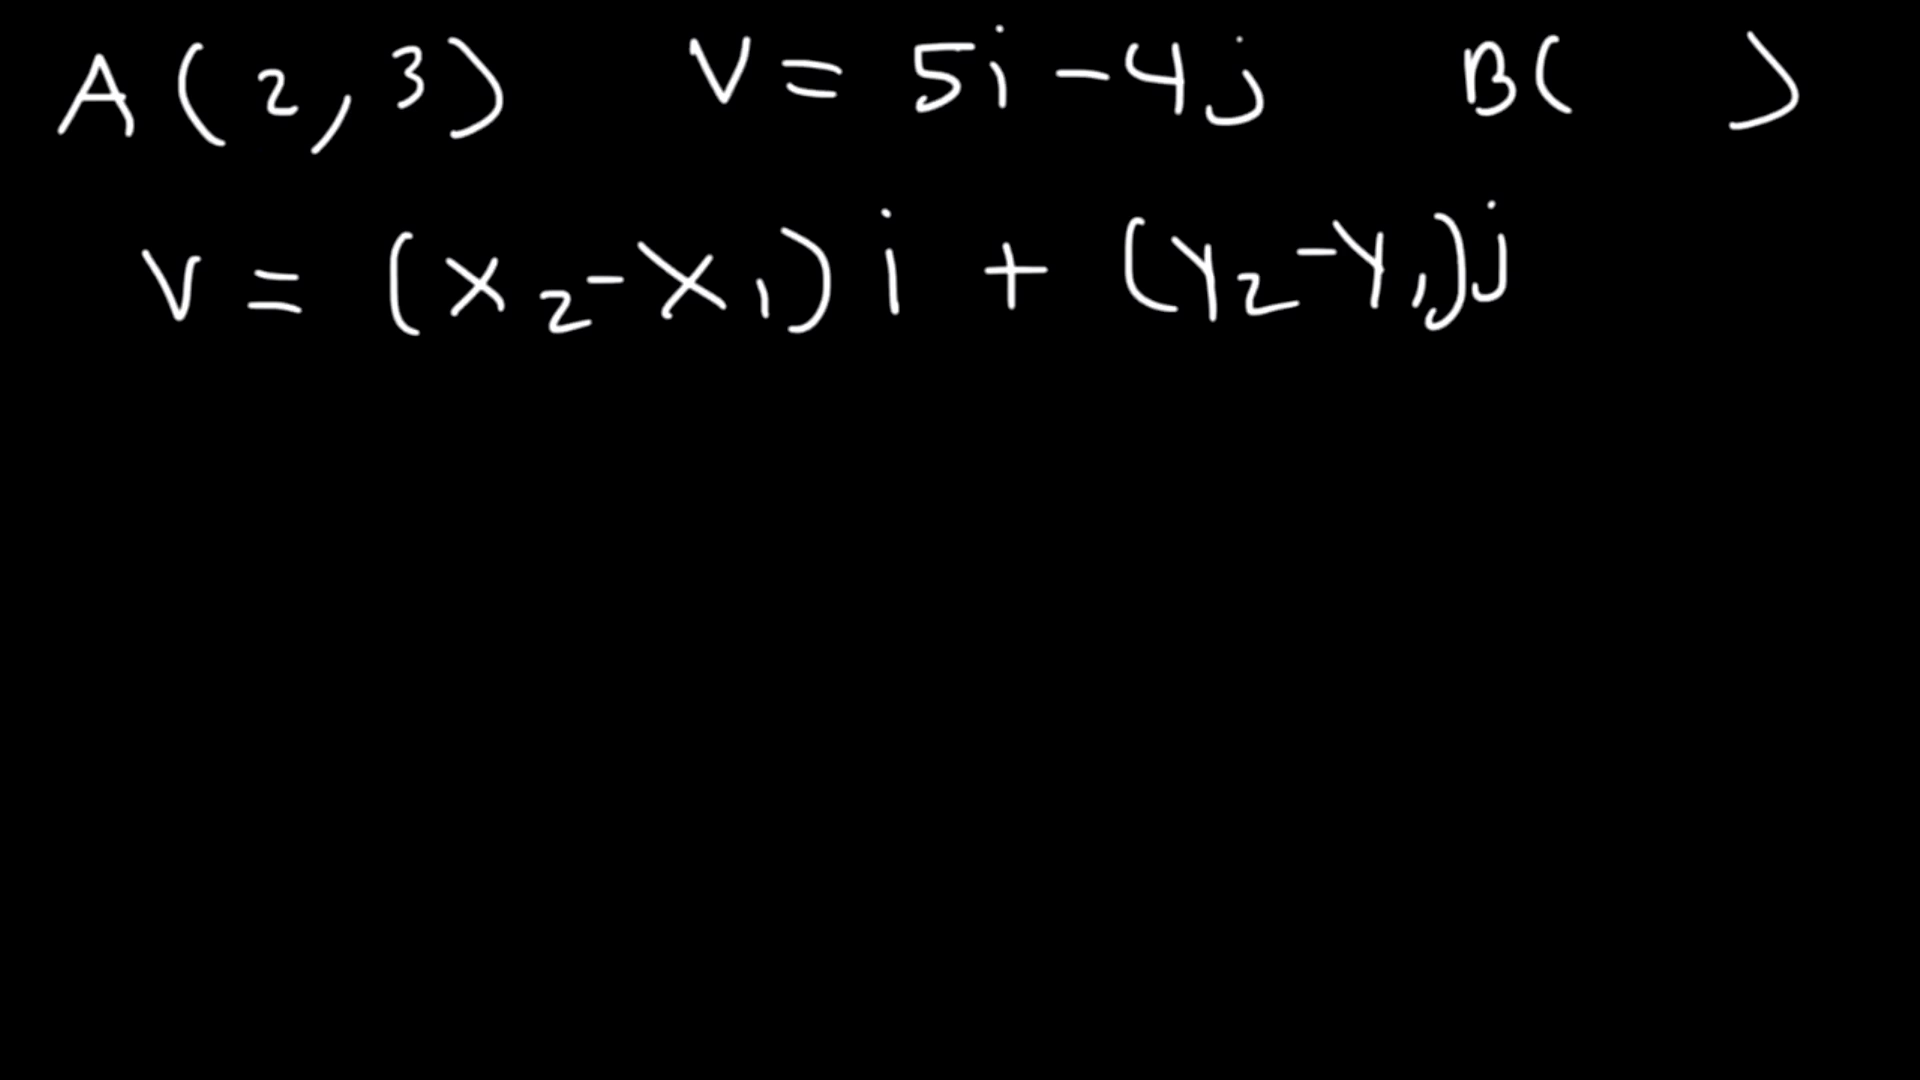 A(2,3) V = 5i - 4j B( )
V = (x₂-x₁)i + (y₂-y₁)j